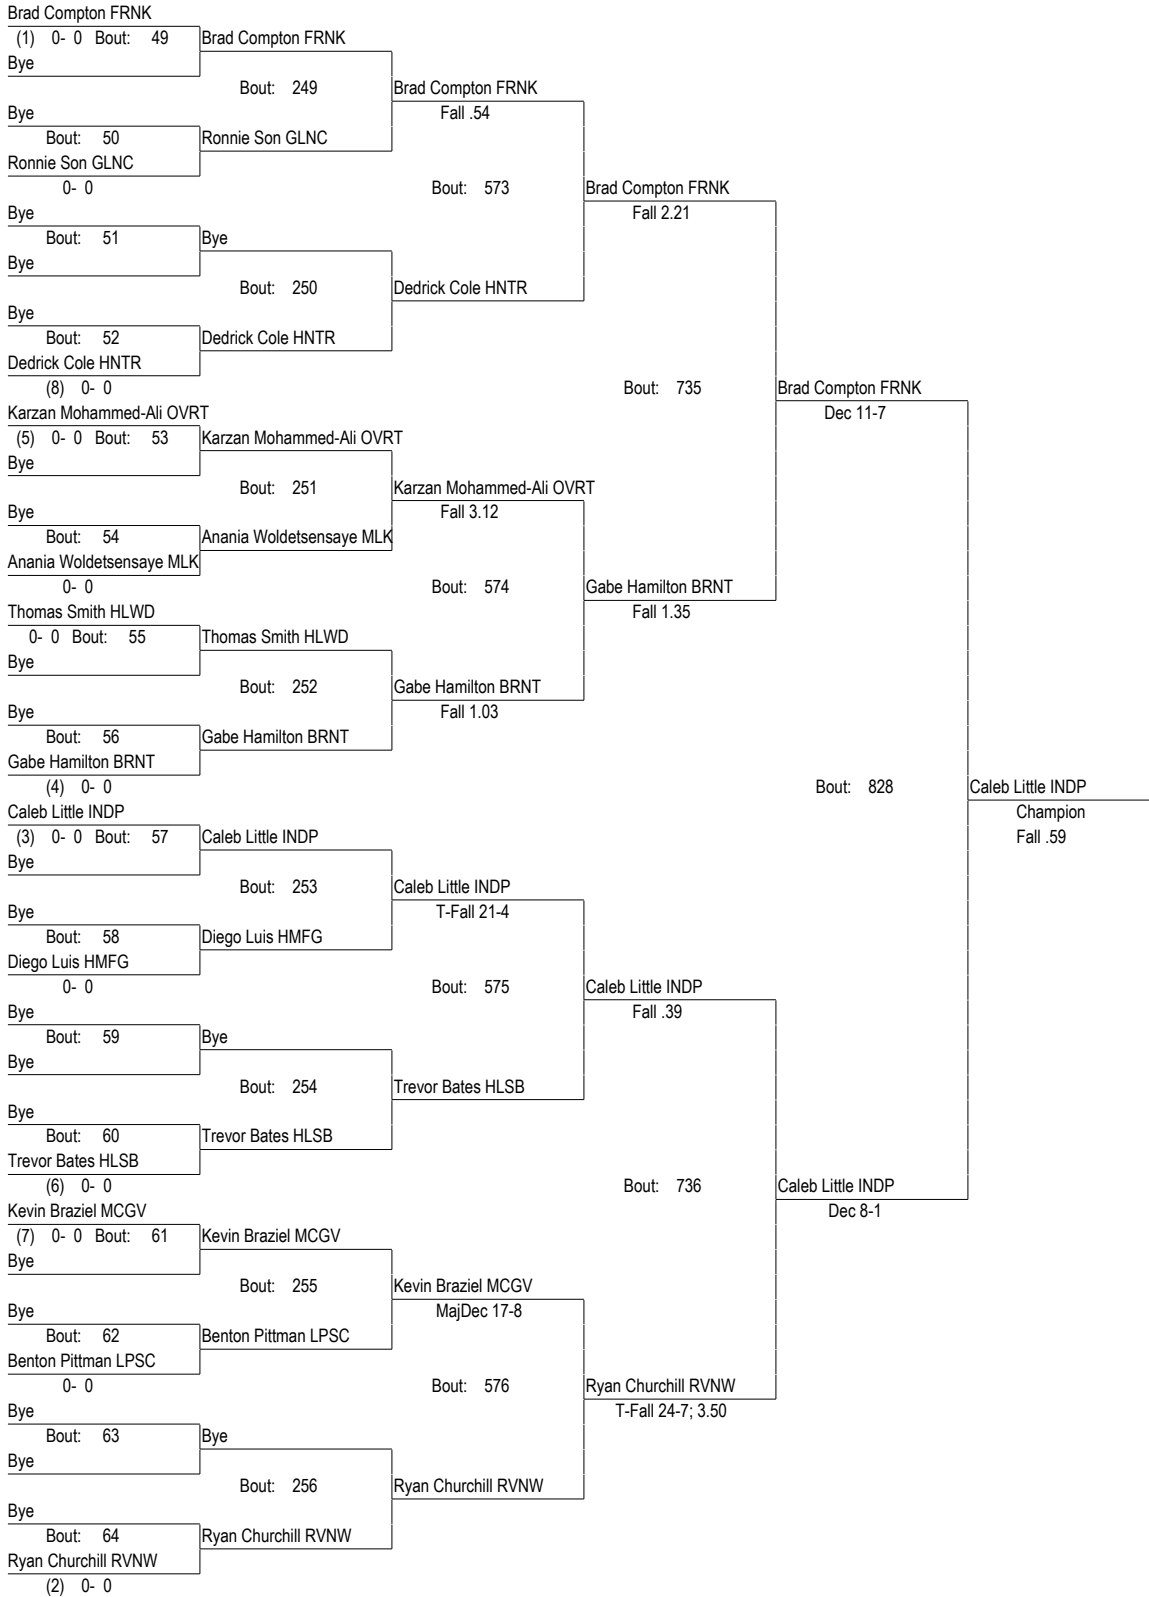 Brad Compton FRNK
(1) 0- 0 Bout: 49 Brad Compton FRNK
Bye
Bout: 249 Brad Compton FRNK
Bye Fall .54
Bout: 50 Ronnie Son GLNC
Ronnie Son GLNC
0- 0 Bout: 573 Brad Compton FRNK
Bye Fall 2.21
Bout: 51 Bye
Bye
Bout: 250 Dedrick Cole HNTR
Bye
Bout: 52 Dedrick Cole HNTR
Dedrick Cole HNTR
(8) 0- 0 Bout: 735 Brad Compton FRNK
Karzan Mohammed-Ali OVRT Dec 11-7
(5) 0- 0 Bout: 53 Karzan Mohammed-Ali OVRT
Bye
Bout: 251 Karzan Mohammed-Ali OVRT
Bye Fall 3.12
Bout: 54 Anania Woldetsensaye MLK
Anania Woldetsensaye MLK
0- 0 Bout: 574 Gabe Hamilton BRNT
Thomas Smith HLWD Fall 1.35
0- 0 Bout: 55 Thomas Smith HLWD
Bye
Bout: 252 Gabe Hamilton BRNT
Bye Fall 1.03
Bout: 56 Gabe Hamilton BRNT
Gabe Hamilton BRNT
(4) 0- 0 Bout: 828 Caleb Little INDP
Caleb Little INDP Champion
(3) 0- 0 Bout: 57 Caleb Little INDP Fall .59
Bye
Bout: 253 Caleb Little INDP
Bye T-Fall 21-4
Bout: 58 Diego Luis HMFG
Diego Luis HMFG
0- 0 Bout: 575 Caleb Little INDP
Bye Fall .39
Bout: 59 Bye
Bye
Bout: 254 Trevor Bates HLSB
Bye
Bout: 60 Trevor Bates HLSB
Trevor Bates HLSB
(6) 0- 0 Bout: 736 Caleb Little INDP
Kevin Braziel MCGV Dec 8-1
(7) 0- 0 Bout: 61 Kevin Braziel MCGV
Bye
Bout: 255 Kevin Braziel MCGV
Bye MajDec 17-8
Bout: 62 Benton Pittman LPSC
Benton Pittman LPSC
0- 0 Bout: 576 Ryan Churchill RVNW
Bye T-Fall 24-7; 3.50
Bout: 63 Bye
Bye
Bout: 256 Ryan Churchill RVNW
Bye
Bout: 64 Ryan Churchill RVNW
Ryan Churchill RVNW
(2) 0- 0